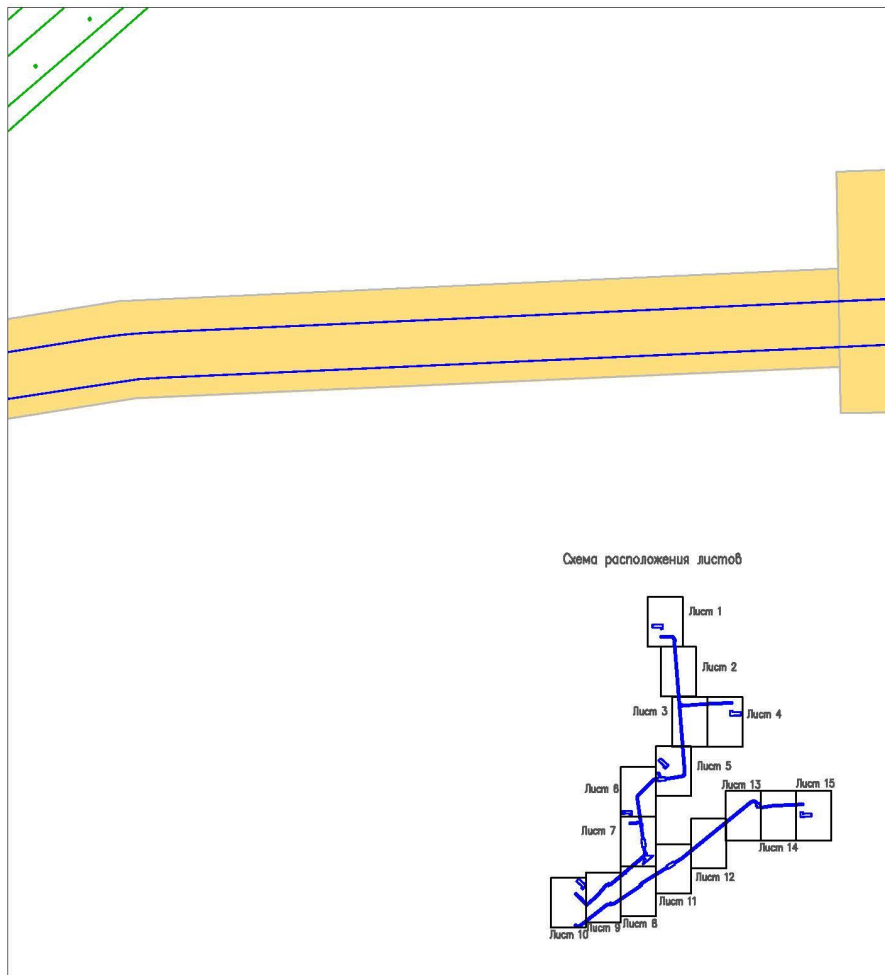 Схема расположения листов
Лист 1
Лист 2
Лист 3
Лист 4
Лист 5
Лист 6
Лист 7
Лист 13
Лист 15
Лист 14
Лист 12
Лист 11
Лист 8
Лист 9
Лист 10